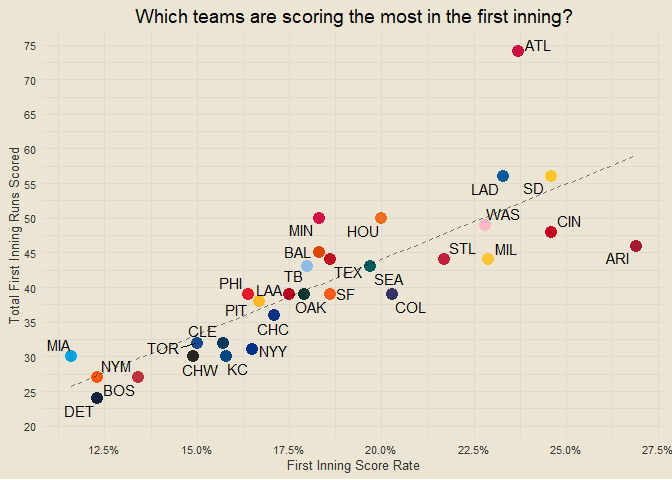 Which teams are scoring the most in the first inning?
Total First Inning Runs Scored
75
70
65
60
55
50
45
40
35
30
25
20
ATL
LAD
SD
WAS
CIN
MIN
HOU
BAL
STL
MIL
ARI
TB
TEX
SEA
PHI
LAA
SF
PIT
OAK
COL
CHC
CLE
MIA
TOR
NYY
CHW
KC
NYM
BOS
DET
12.5%
15.0%
17.5%
20.0%
22.5%
25.0%
27.5%
First Inning Score Rate